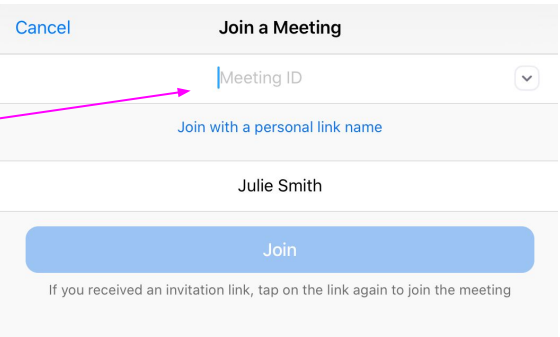 Cancel Join a Meeting
Meeting ID
Join with a personal link name
Julie Smith
Join
If you received an invitation link, tap on the link again to join the meeting